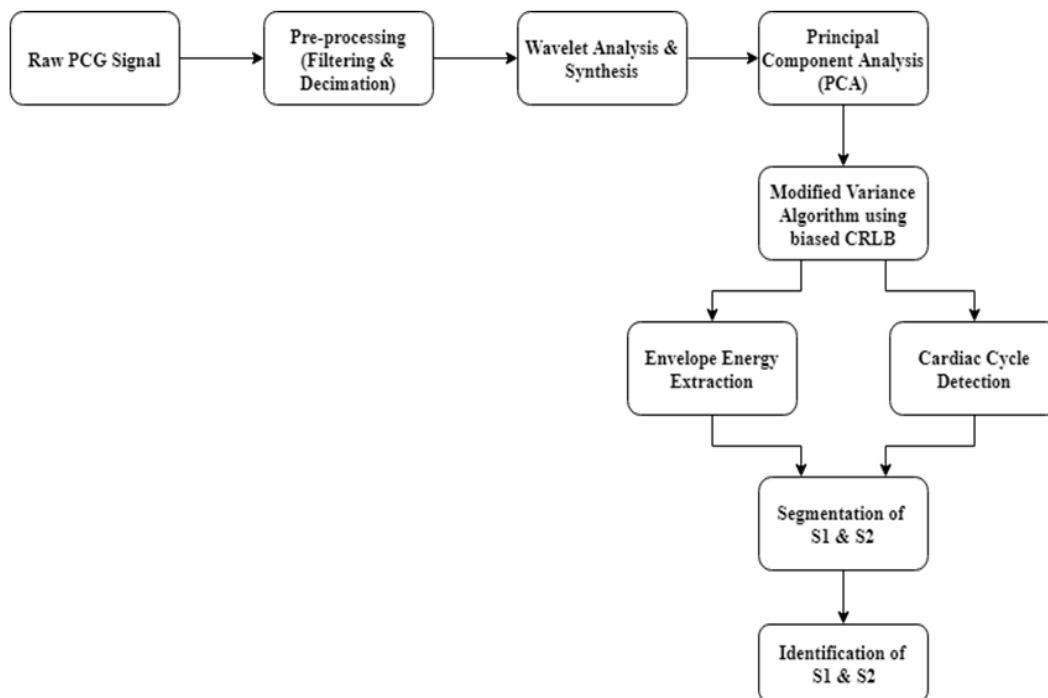 Raw PCG Signal
Pre-processing
(Filtering &
Decimation)
Wavelet Analysis &
Synthesis
Principal
Component Analysis
(PCA)
Modified Variance
Algorithm using
biased CRLB
Envelope Energy
Extraction
Cardiac Cycle
Detection
Segmentation of
S1 & S2
Identification of
S1 & S2